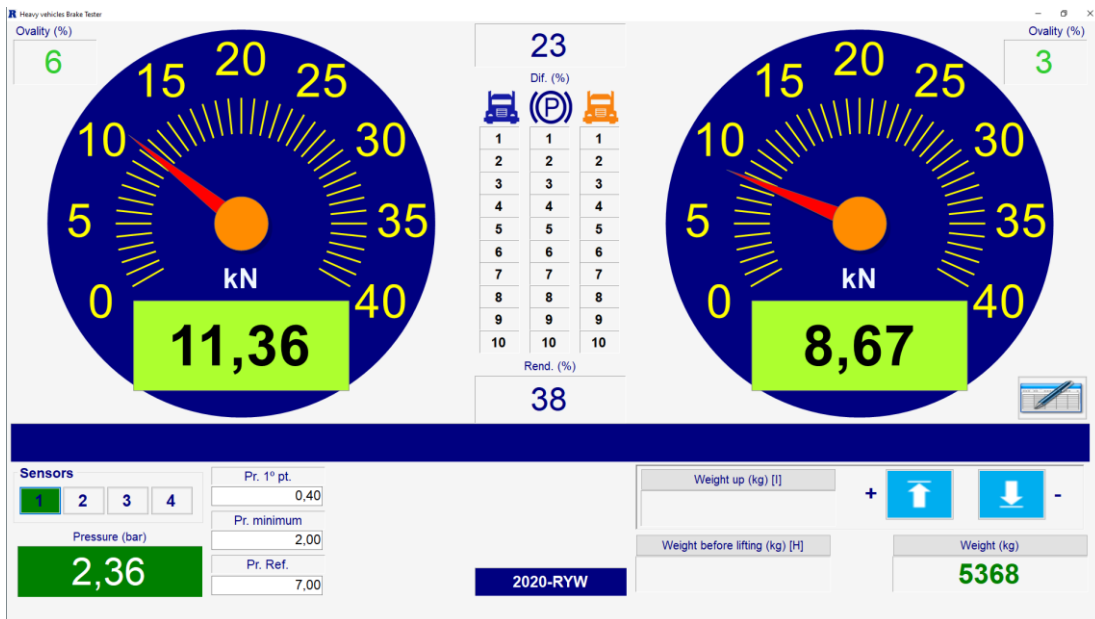 R Heavy vehicles Brake Tester
Ovality (%)
6
0
5
10
15
20
25
30
35
40
kN
11,36
23
Dif. (%)
P
1 1 1
2 2 2
3 3 3
4 4 4
5 5 5
6 6 6
7 7 7
8 8 8
9 9 9
10 10 10
Rend. (%)
38
Ovality (%)
3
0
5
10
15
20
25
30
35
40
kN
8,67
Sensors
1 2 3 4
Pressure (bar)
2,36
Pr. 1º pt.
0,40
Pr. minimum
2,00
Pr. Ref.
7,00
2020-RYW
Weight up (kg) [I]
+ -
Weight before lifting (kg) [H]
Weight (kg)
5368